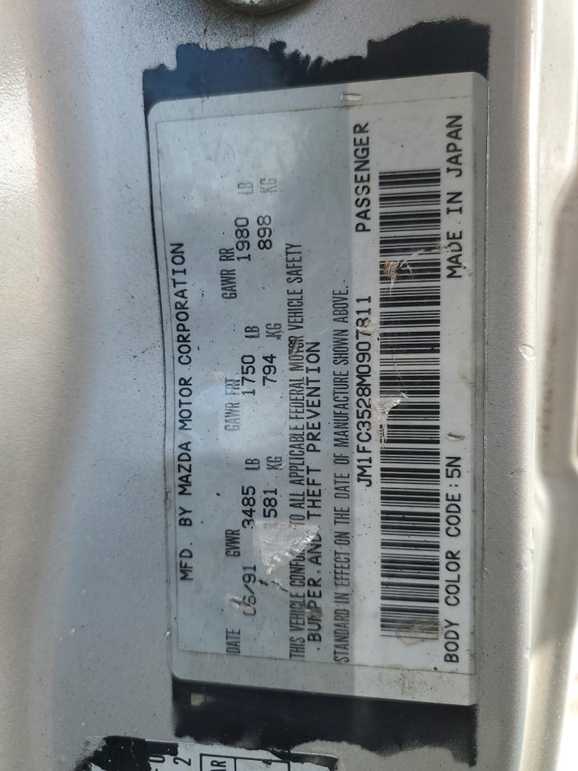 MFD. BY MAZDA MOTOR CORPORATION
DATE GVWR GAWR FRT GAWR RR
06/91 3485 LB 1750 LB 1980 LB
581 KG 794 KG 898 KG
THIS VEHICLE TO ALL APPLICABLE FEDERAL MOTOR VEHICLE SAFETY
BUMPER AND THEFT PREVENTION
STANDARD IN EFFECT ON THE DATE OF MANUFACTURE SHOWN ABOVE.
JM1FC3528M0907811 PASSENGER
BODY COLOR CODE:5N MADE IN JAPAN